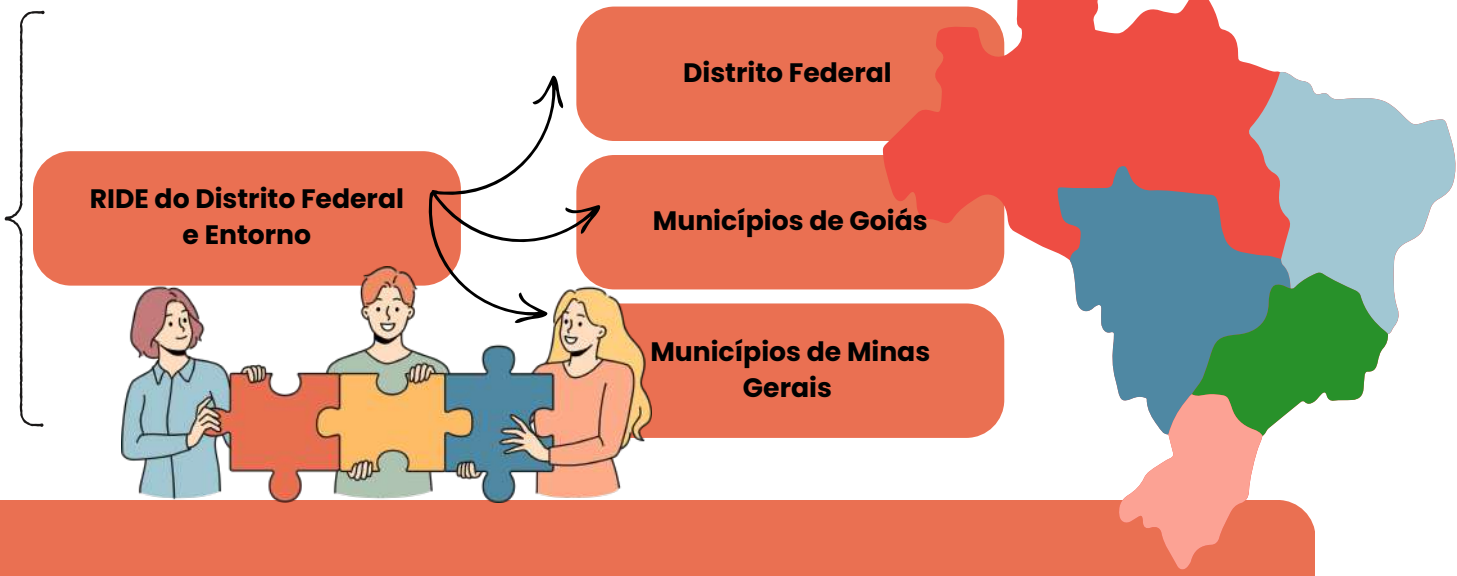 RIDE do Distrito Federal
e Entorno
Distrito Federal
Municípios de Goiás
Municípios de Minas
Gerais